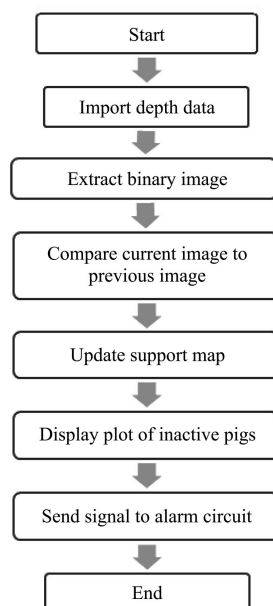 Start
Import depth data
Extract binary image
Compare current image to
previous image
Update support map
Display plot of inactive pigs
Send signal to alarm circuit
End